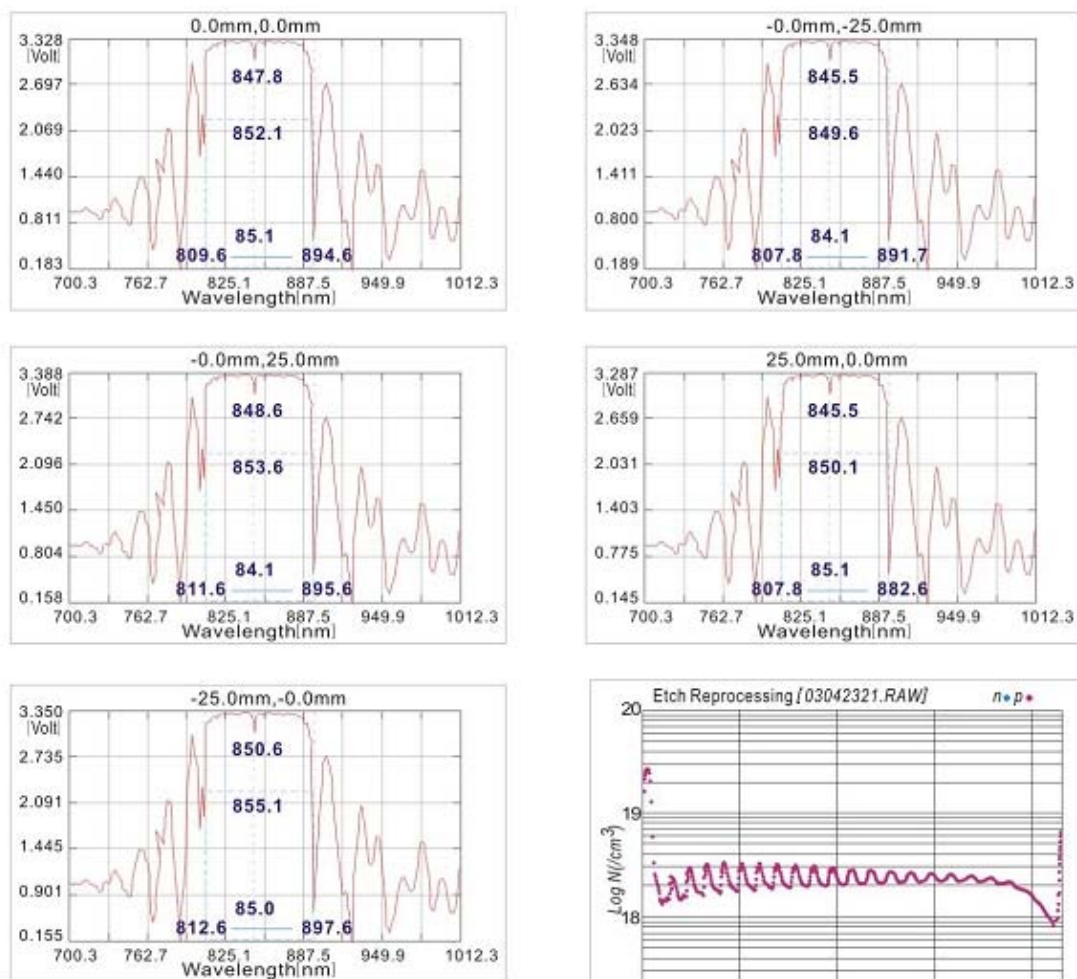 0.0mm,0.0mm
3.328
[Volt]
2.697
2.069
1.440
0.811
0.183
847.8
852.1
85.1
809.6 894.6
700.3 762.7 825.1 887.5 949.9 1012.3
Wavelength[nm]
-0.0mm,-25.0mm
3.348
[Volt]
2.634
2.023
1.411
0.800
0.189
845.5
849.6
84.1
807.8 891.7
700.3 762.7 825.1 887.5 949.9 1012.3
Wavelength[nm]
-0.0mm,25.0mm
3.388
[Volt]
2.742
2.096
1.450
0.804
0.158
848.6
853.6
84.1
811.6 895.6
700.3 762.7 825.1 887.5 949.9 1012.3
Wavelength[nm]
25.0mm,0.0mm
3.287
[Volt]
2.659
2.031
1.403
0.775
0.145
845.5
850.1
85.1
807.8 882.6
700.3 762.7 825.1 887.5 949.9 1012.3
Wavelength[nm]
-25.0mm,-0.0mm
3.350
[Volt]
2.735
2.091
1.445
0.901
0.155
850.6
855.1
85.0
812.6 897.6
700.3 762.7 825.1 887.5 949.9 1012.3
Wavelength[nm]
Etch Reprocessing [ 03042321.RAW] n p
20
19
18
Log N(/cm³)